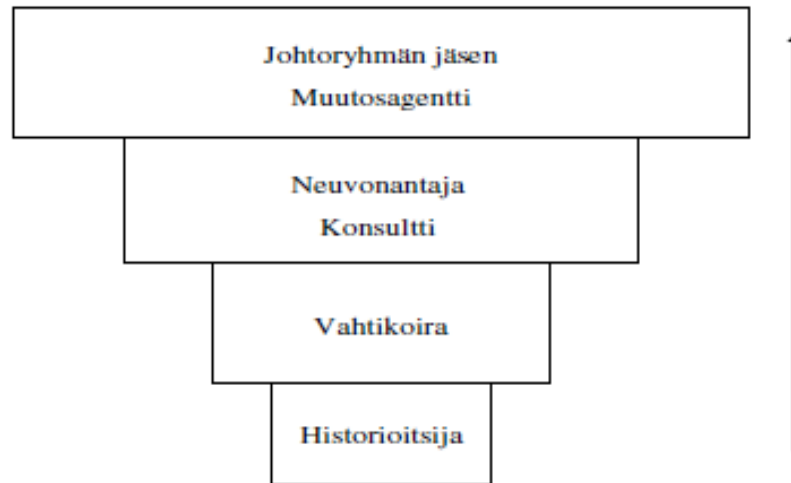 Johtoryhmän jäsen
Muutosagentti
Neuvonantaja
Konsultti
Vahtikoira
Historioitsija